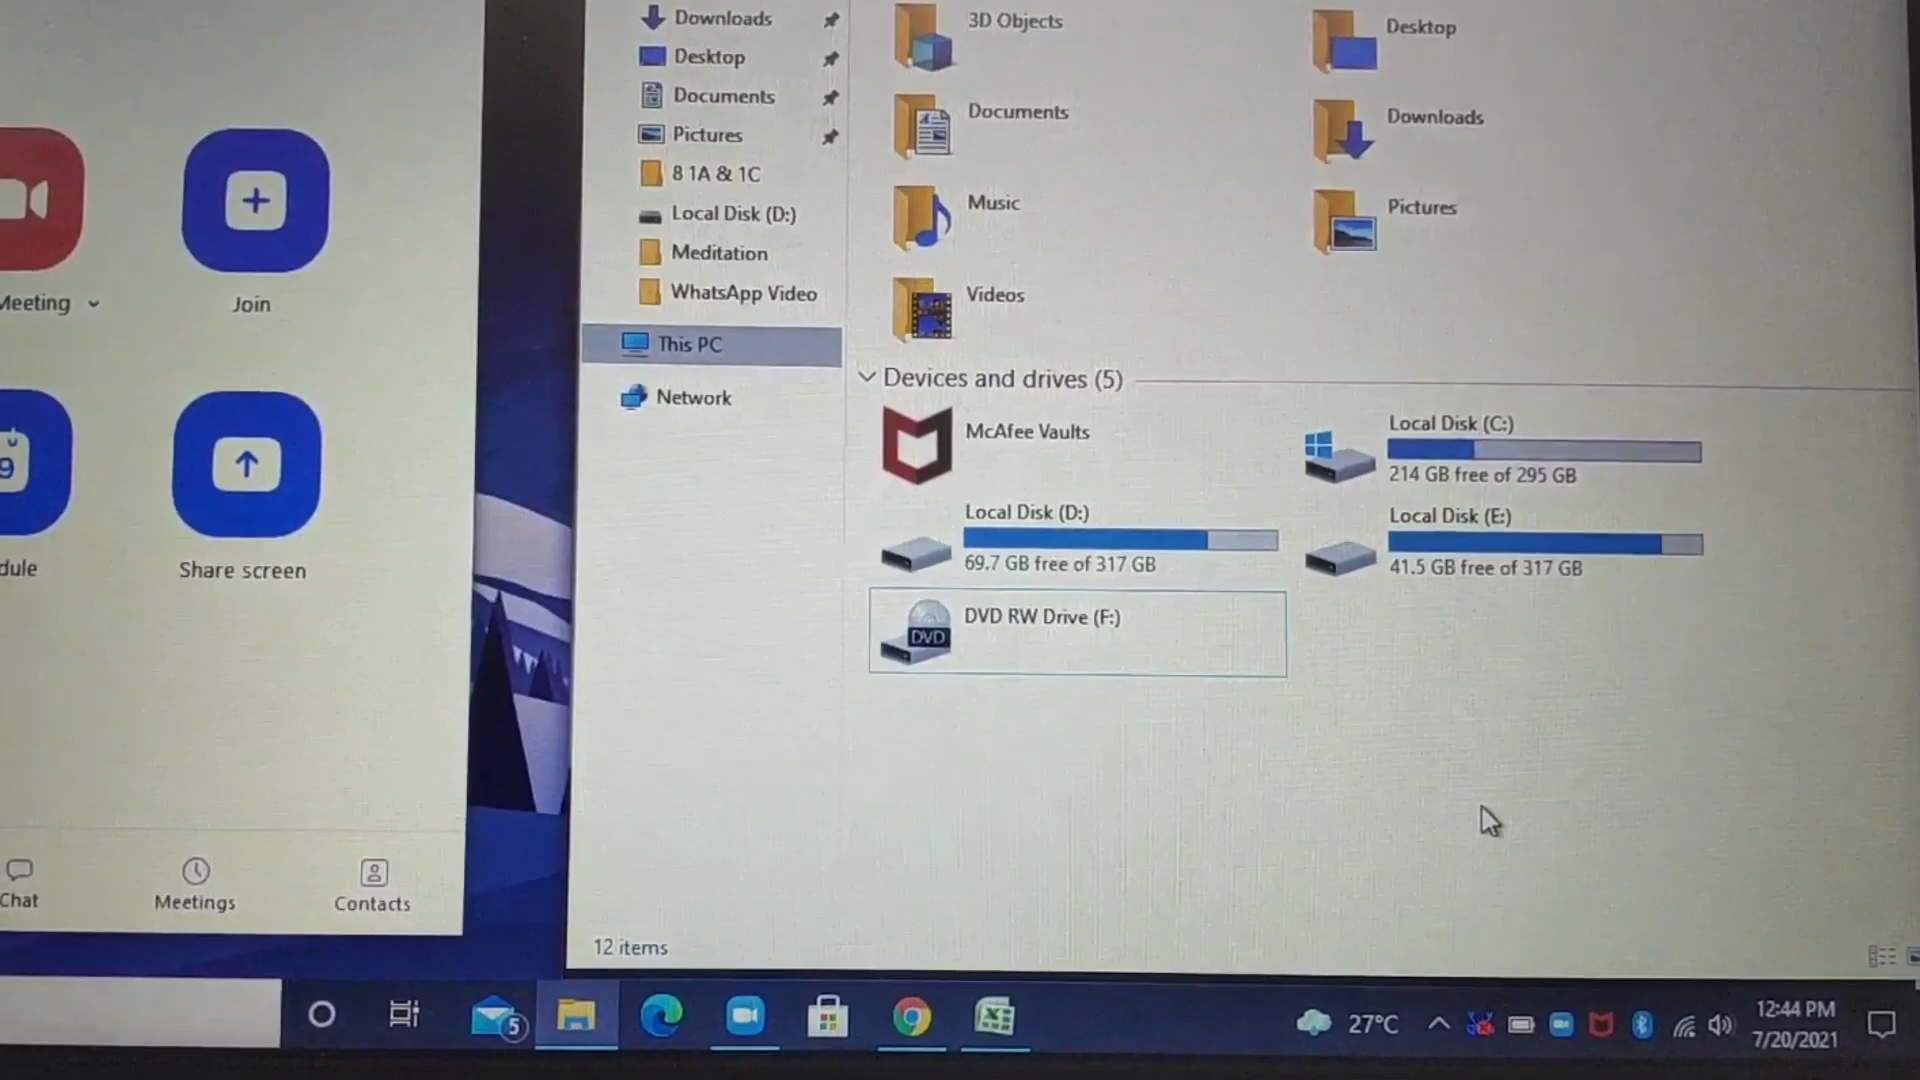 Meeting
Join
9
dule
Share screen
Chat
Meetings
Contacts
Downloads
Desktop
Documents
Pictures
8 1A & 1C
Local Disk (D:)
Meditation
WhatsApp Video
This PC
Network
3D Objects
Desktop
Documents
Downloads
Music
Pictures
Videos
Devices and drives (5)
McAfee Vaults
Local Disk (C:)
214 GB free of 295 GB
Local Disk (D:)
69.7 GB free of 317 GB
Local Disk (E:)
41.5 GB free of 317 GB
DVD RW Drive (F:)
DVD
12 items
5
27°C
12:44 PM
7/20/2021